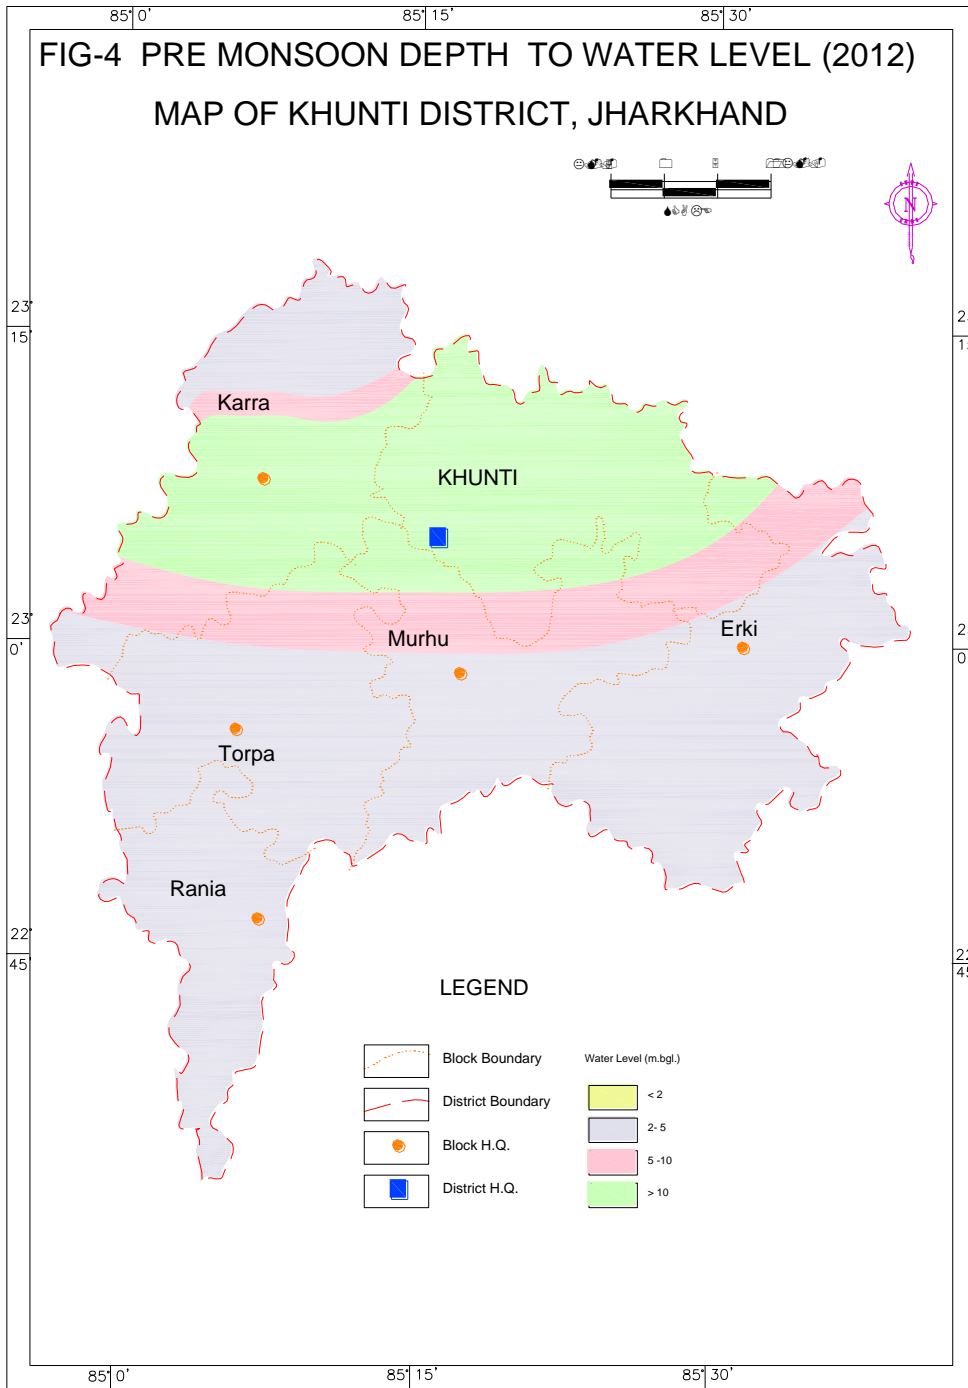 85° 0'
85° 15'
85° 30'
FIG-4 PRE MONSOON DEPTH TO WATER LEVEL (2012)
MAP OF KHUNTI DISTRICT, JHARKHAND
N
23°
15'
Karra
KHUNTI
23°
0'
Murhu
Erki
Torpa
Rania
22°
45'
LEGEND
Block Boundary
District Boundary
Block H.Q.
District H.Q.
Water Level (m.bgl.)
< 2
2- 5
5 -10
> 10
85° 0'
85° 15'
85° 30'